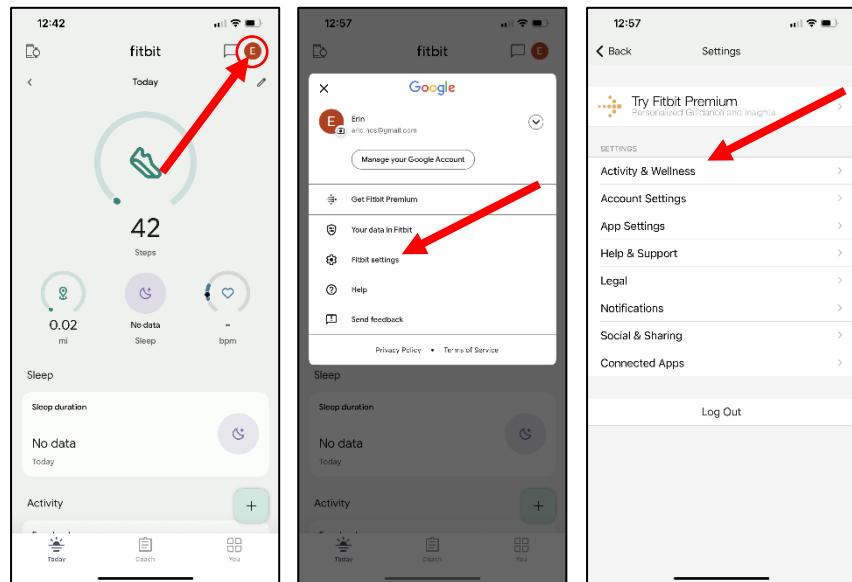 12:42
fitbit
E
Today
42
Steps
0.02
mi
No data
Sleep
-
bpm
Sleep
Sleep duration
No data
Today
Activity
Today
Coach
You
12:57
fitbit
E
Google
E
Erin
Manage your Google Account
Get Fitbit Premium
Your data in Fitbit
Fitbit settings
Help
Send feedback
Privacy Policy • Terms of Service
Sleep
Sleep duration
No data
Today
Activity
Today
Coach
You
12:57
Back Settings
Try Fitbit Premium
Personalized Guidance and Insights
SETTINGS
Activity & Wellness
Account Settings
App Settings
Help & Support
Legal
Notifications
Social & Sharing
Connected Apps
Log Out